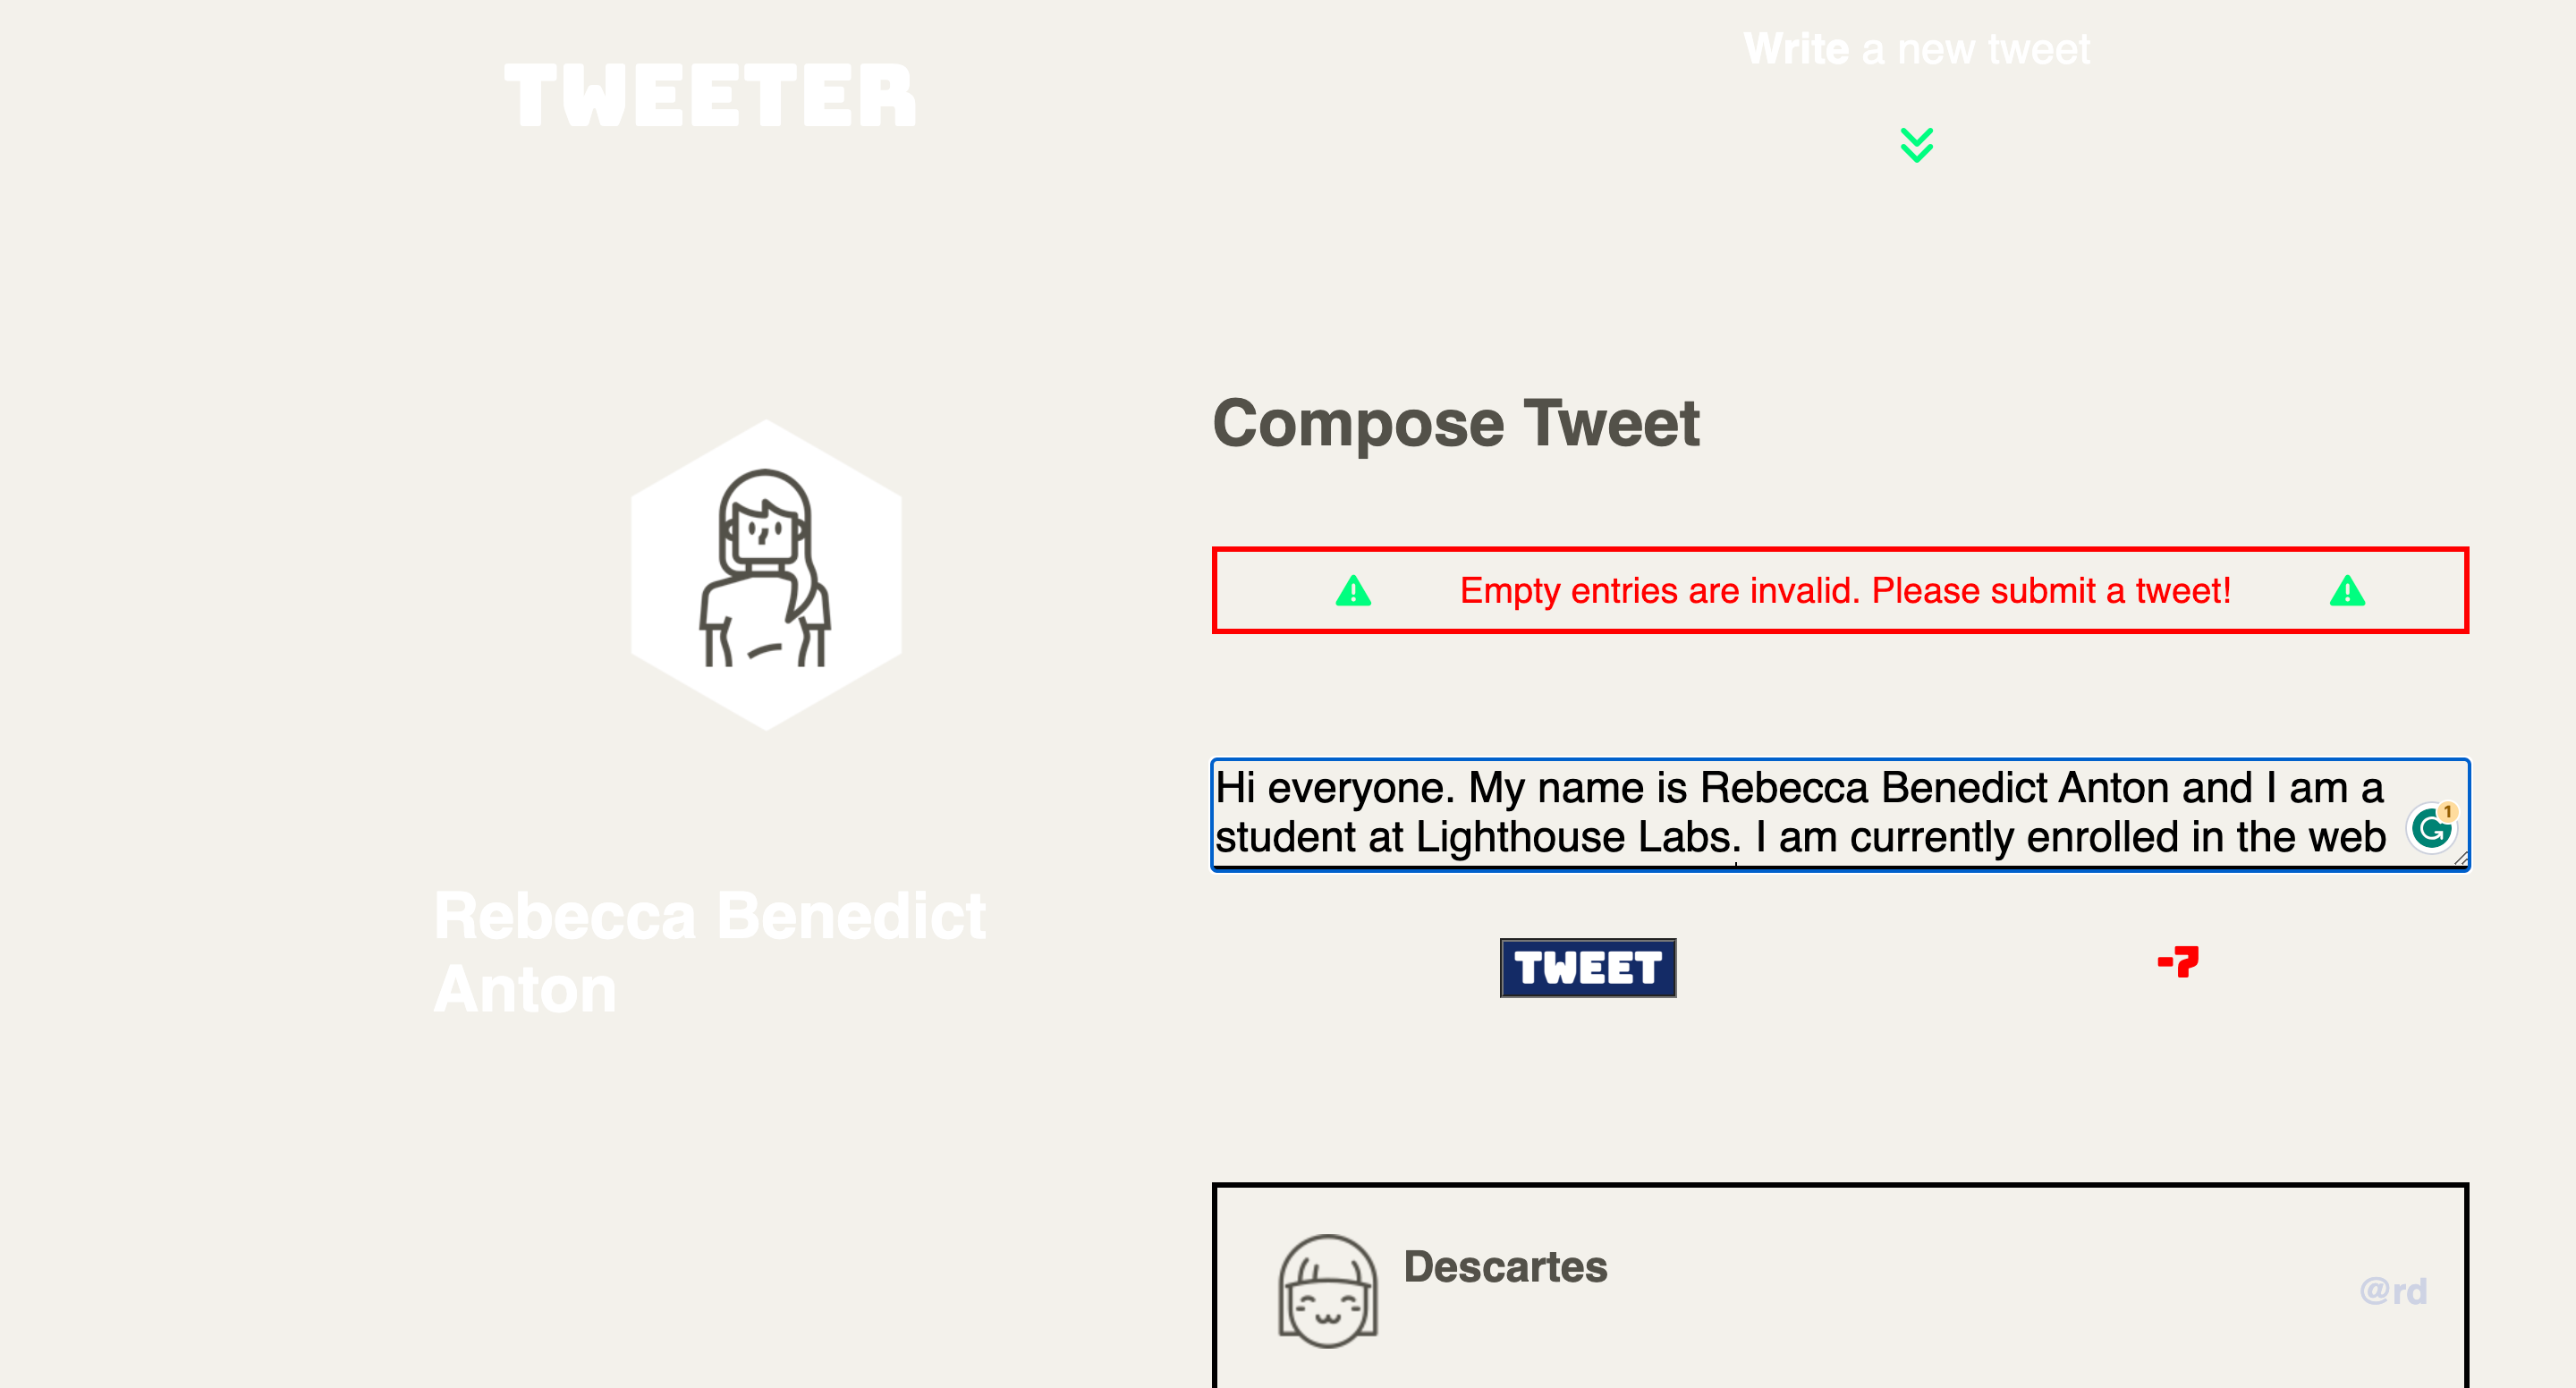 TWEETER
Write a new tweet
Rebecca Benedict
Anton
Compose Tweet
Empty entries are invalid. Please submit a tweet!
Hi everyone. My name is Rebecca Benedict Anton and I am a
student at Lighthouse Labs. I am currently enrolled in the web
1
TWEET
-7
Descartes
@rd